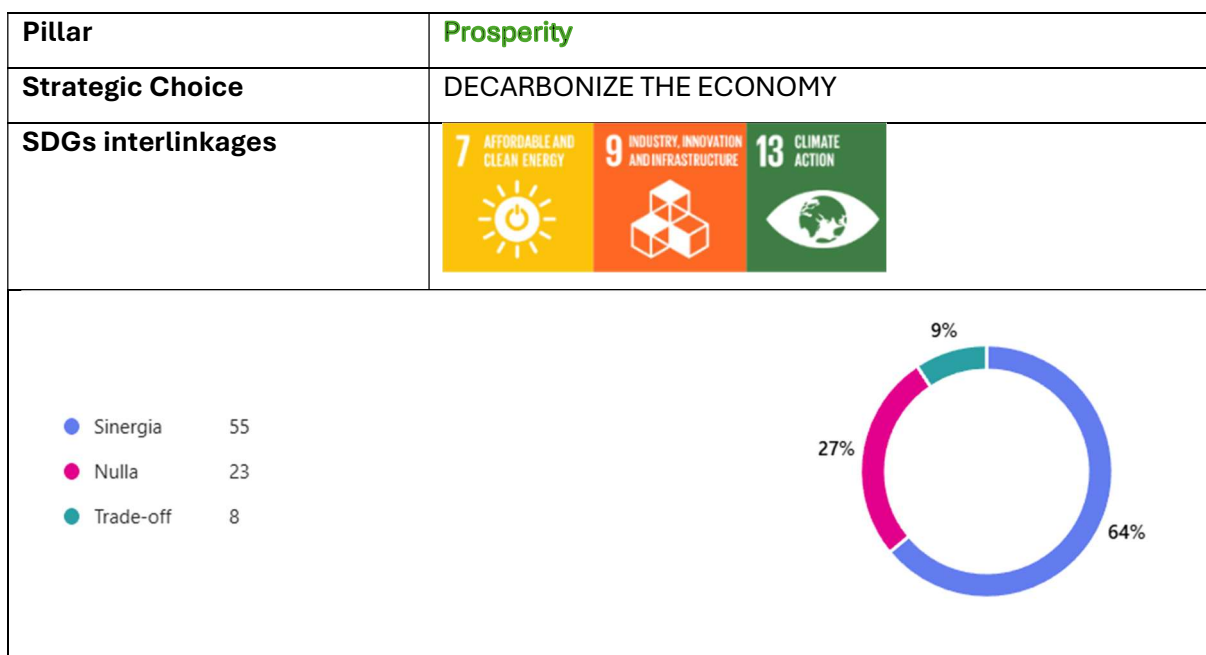 Pillar
Prosperity
Strategic Choice
DECARBONIZE THE ECONOMY
SDGs interlinkages
7 AFFORDABLE AND
CLEAN ENERGY
9 INDUSTRY, INNOVATION
AND INFRASTRUCTURE
13 CLIMATE
ACTION
Sinergia 55
Nulla 23
Trade-off 8
9%
27%
64%